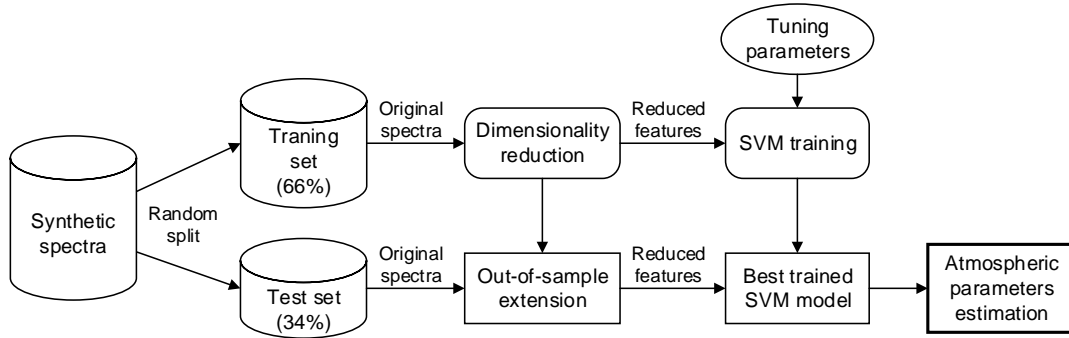 Tuning
parameters
Original
spectra
Reduced
features
Traning
set
(66%)
Dimensionality
reduction
SVM training
Synthetic
spectra
Random
split
Original
spectra
Reduced
features
Test set
(34%)
Out-of-sample
extension
Best trained
SVM model
Atmospheric
parameters
estimation